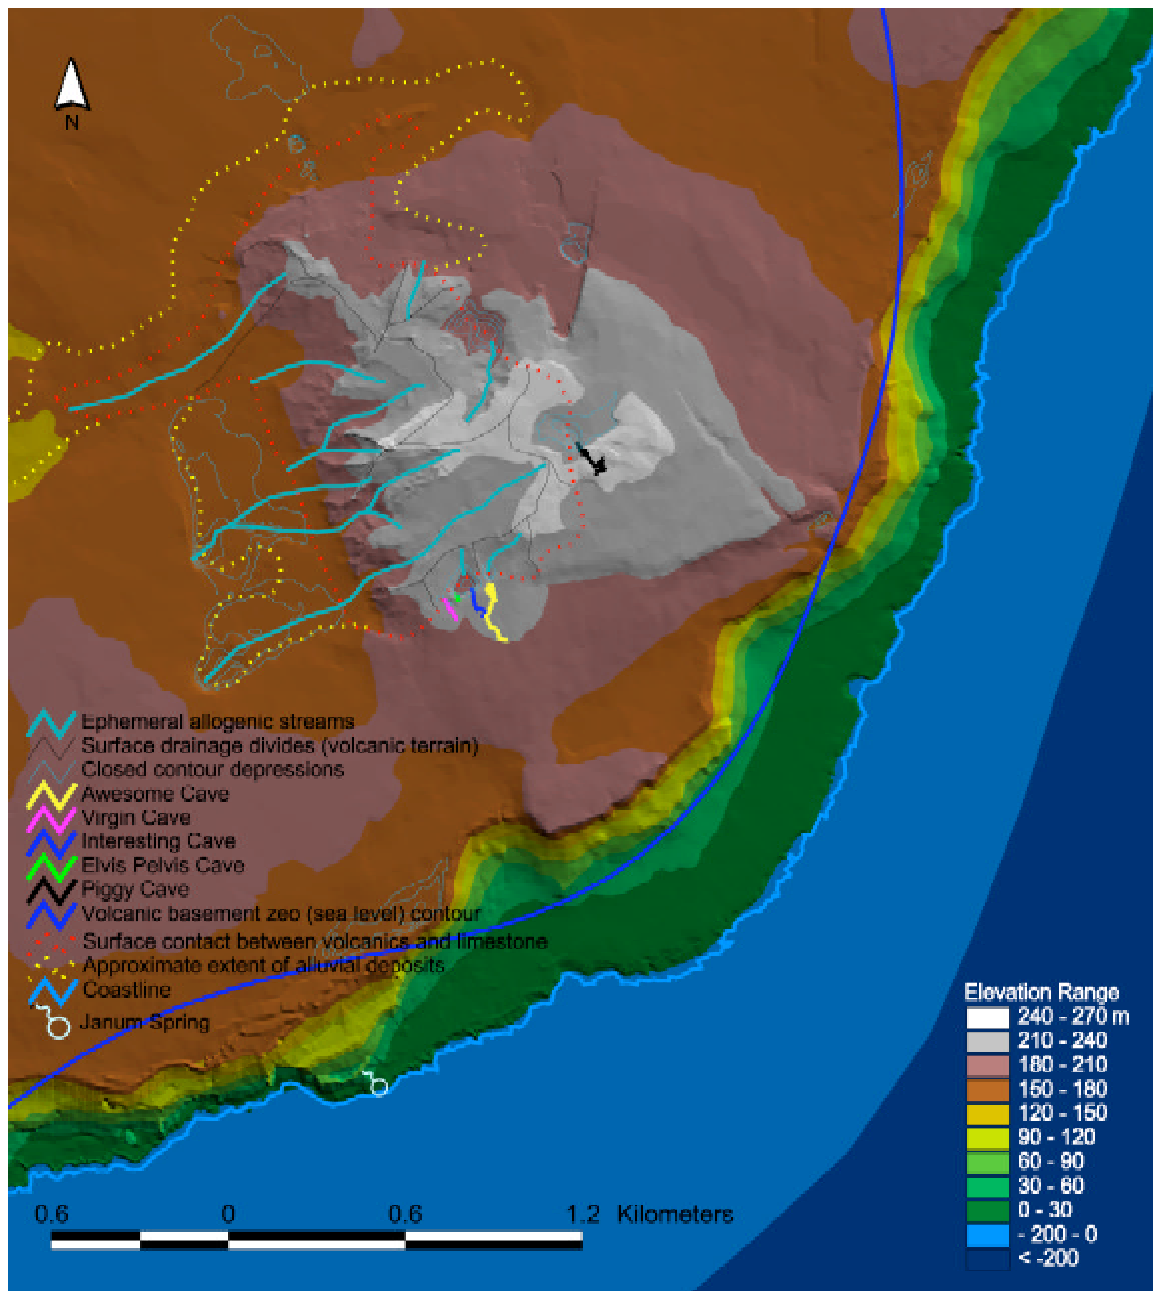 N
Ephemeral allogenic streams
Surface drainage divides (volcanic terrain)
Closed contour depressions
Awesome Cave
Virgin Cave
Interesting Cave
Elvis Pelvis Cave
Piggy Cave
Volcanic basement zeo (sea level) contour
Surface contact between volcanics and limestone
Approximate extent of alluvial deposits
Coastline
Janum Spring
Elevation Range
240 - 270 m
210 - 240
180 - 210
150 - 180
120 - 150
90 - 120
60 - 90
30 - 60
0 - 30
- 200 - 0
< -200
0.6 0 0.6 1.2 Kilometers